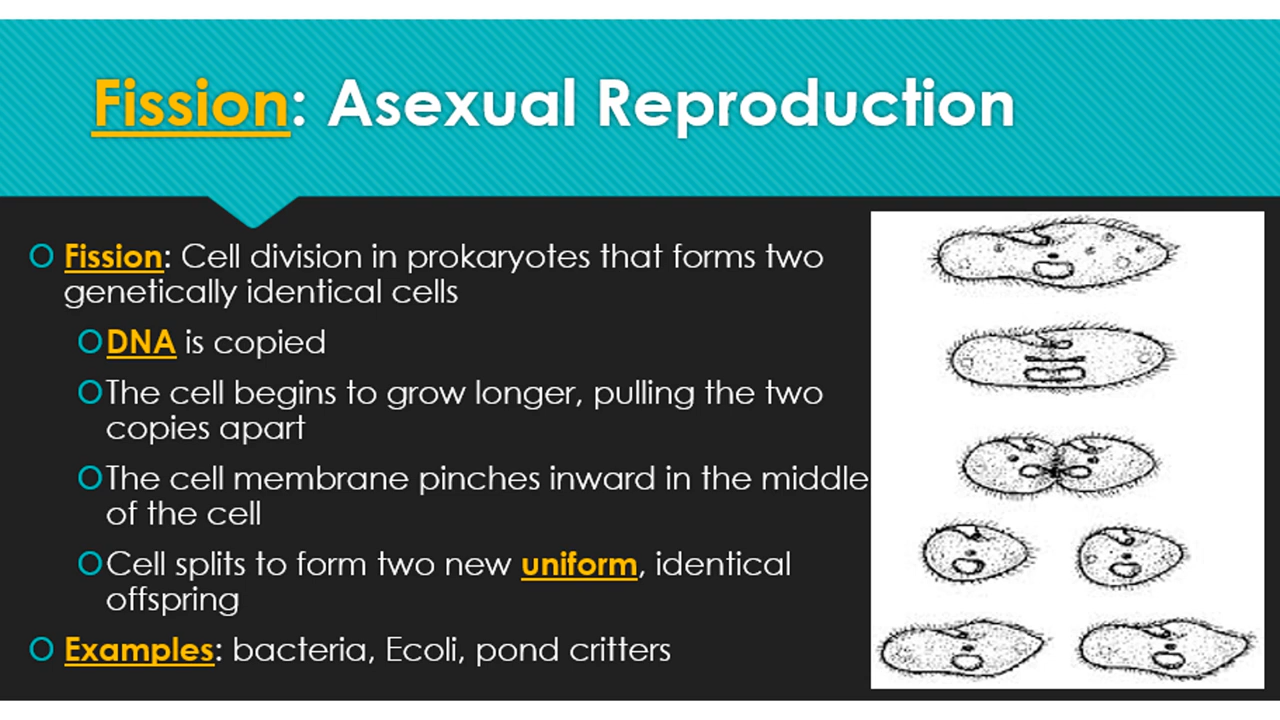 Fission: Asexual Reproduction
Fission: Cell division in prokaryotes that forms two
genetically identical cells
DNA is copied
The cell begins to grow longer, pulling the two
copies apart
The cell membrane pinches inward in the middle
of the cell
Cell splits to form two new uniform, identical
offspring
Examples: bacteria, Ecoli, pond critters